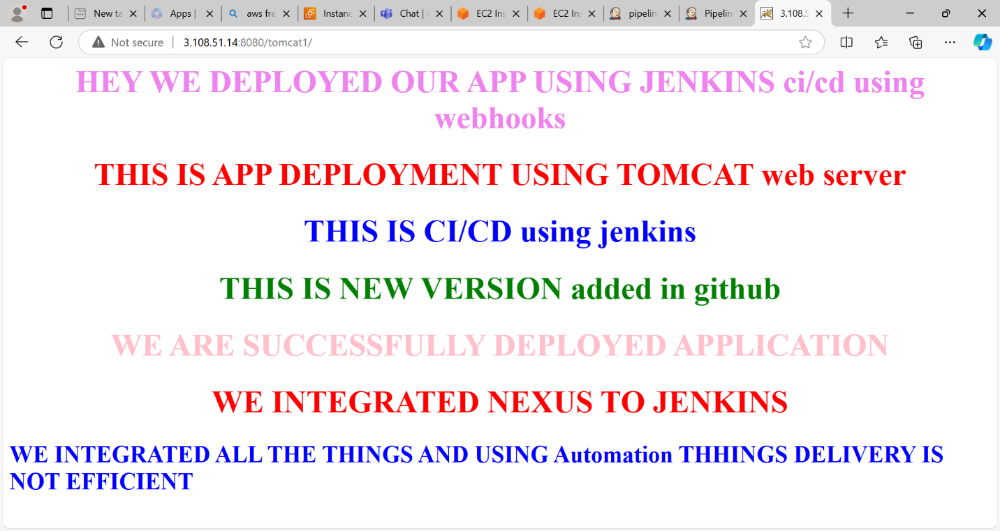 New ta
Apps |
aws fre
Instanc
Chat |
EC2 Ins
EC2 Ins
pipelin
Pipelin
3.108.5
Not secure
3.108.51.14:8080/tomcat1/
HEY WE DEPLOYED OUR APP USING JENKINS ci/cd using
webhooks
THIS IS APP DEPLOYMENT USING TOMCAT web server
THIS IS CI/CD using jenkins
THIS IS NEW VERSION added in github
WE ARE SUCCESSFULLY DEPLOYED APPLICATION
WE INTEGRATED NEXUS TO JENKINS
WE INTEGRATED ALL THE THINGS AND USING Automation THHINGS DELIVERY IS
NOT EFFICIENT